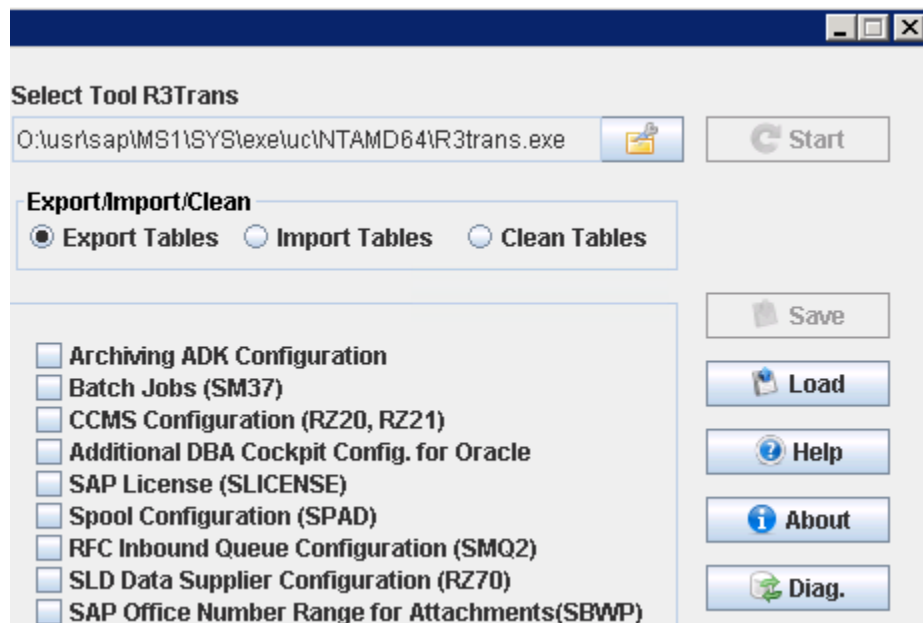 Select Tool R3Trans
O:\usr\sap\MS1\SYS\exe\uc\NTAMD64\R3trans.exe
Start
Export/Import/Clean
Export Tables Import Tables Clean Tables
Save
Archiving ADK Configuration
Batch Jobs (SM37)
Load
CCMS Configuration (RZ20, RZ21)
Additional DBA Cockpit Config. for Oracle
Help
SAP License (SLICENSE)
Spool Configuration (SPAD)
About
RFC Inbound Queue Configuration (SMQ2)
SLD Data Supplier Configuration (RZ70)
Diag.
SAP Office Number Range for Attachments(SBWP)